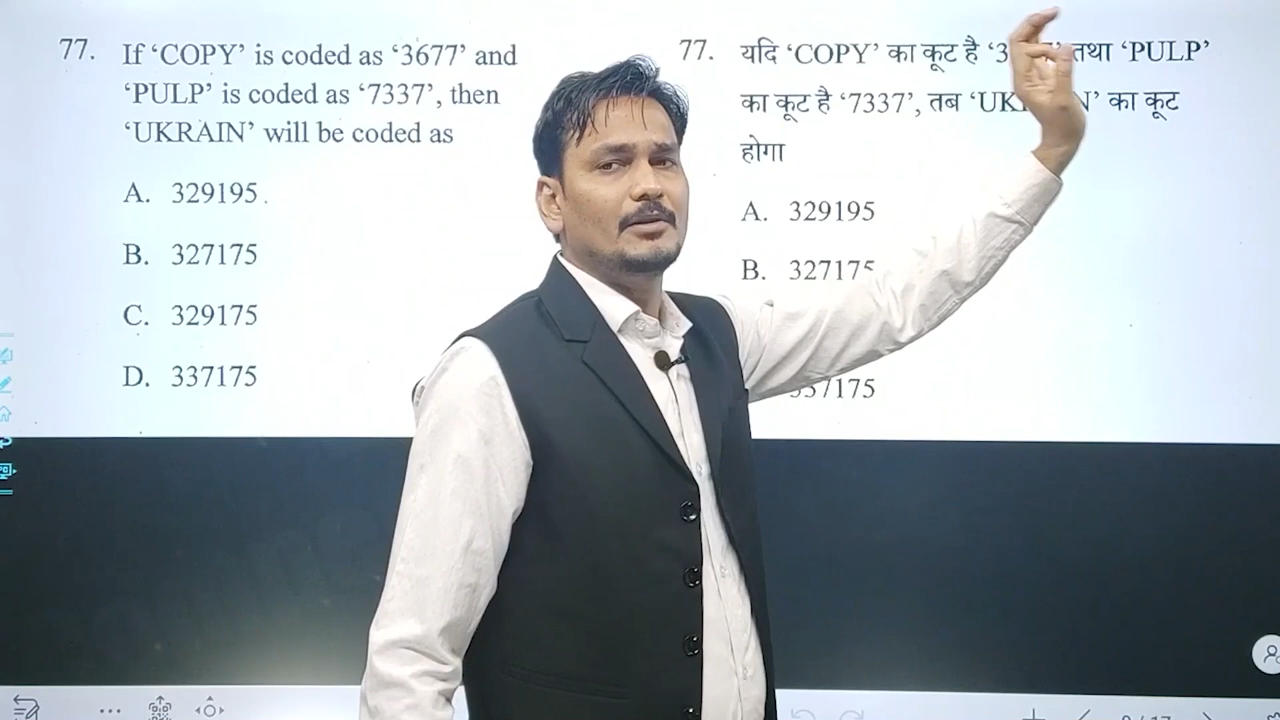 77. If ‘COPY’ is coded as ‘3677’ and
‘PULP’ is coded as ‘7337’, then
‘UKRAIN’ will be coded as
A. 329195
B. 327175
C. 329175
D. 337175
77. यदि ‘COPY’ का कूट है तथा ‘PULP’
का कूट है ‘7337’, तब का कूट
होगा
A. 329195
B. 327175